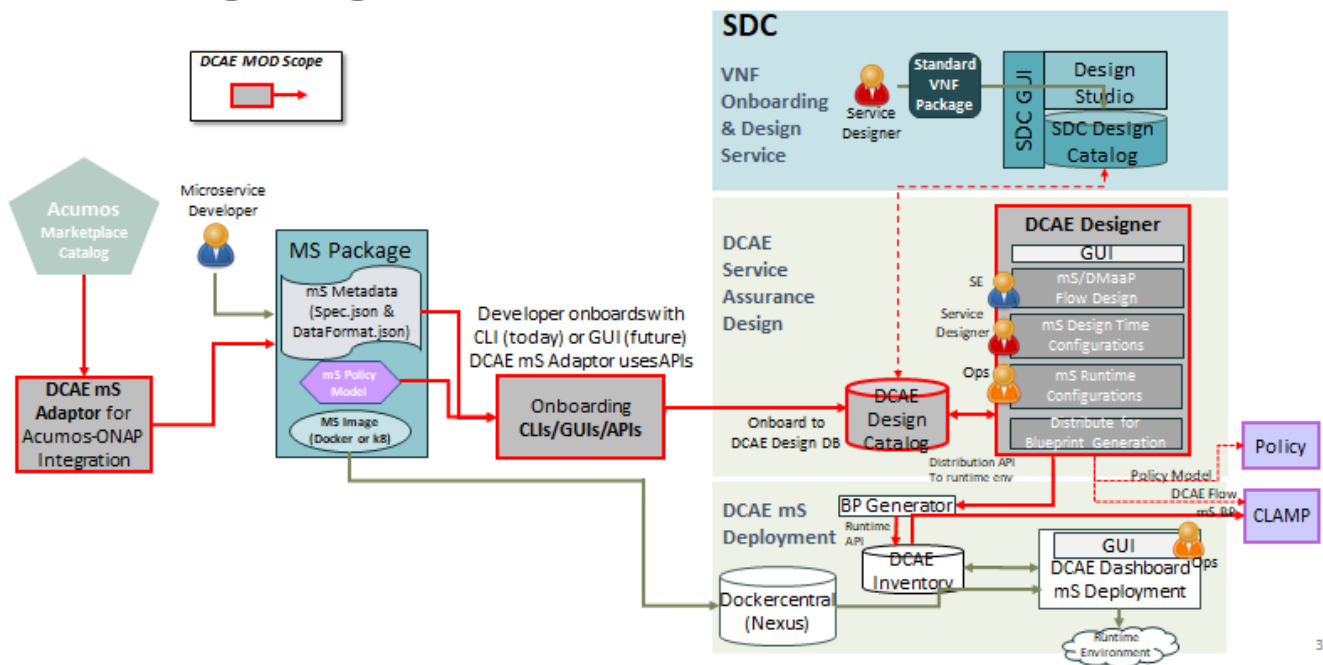 DCAE MOD Scope
SDC
VNF
Onboarding
& Design
Service
Service
Designer
Standard
VNF
Package
SDC GUI
Design
Studio
SDC Design
Catalog
Acumos
Marketplace
Catalog
Microservice
Developer
MS Package
mS Metadata
(Spec.json &
DataFormat.json)
mS Policy
Model
MS Image
(Docker or k8)
DCAE mS
Adaptor for
Acumos-ONAP
Integration
Developer onboards with
CLI (today) or GUI (future)
DCAE mS Adaptor uses APIs
Onboarding
CLIs/GUIs/APIs
DCAE
Service
Assurance
Design
Onboard to
DCAE Design DB
DCAE
Design
Catalog
DCAE Designer
GUI
SE
mS/DMaaP
Flow Design
Service
Designer
mS Design Time
Configurations
Ops
mS Runtime
Configurations
Distribute for
Blueprint Generation
Distribution API
To runtime env
Policy Model
DCAE Flow
mS BP
Policy
CLAMP
DCAE mS
Deployment
BP Generator
Runtime
API
DCAE
Inventory
Dockercentral
(Nexus)
GUI
Ops
DCAE Dashboard
mS Deployment
Runtime
Environment
3